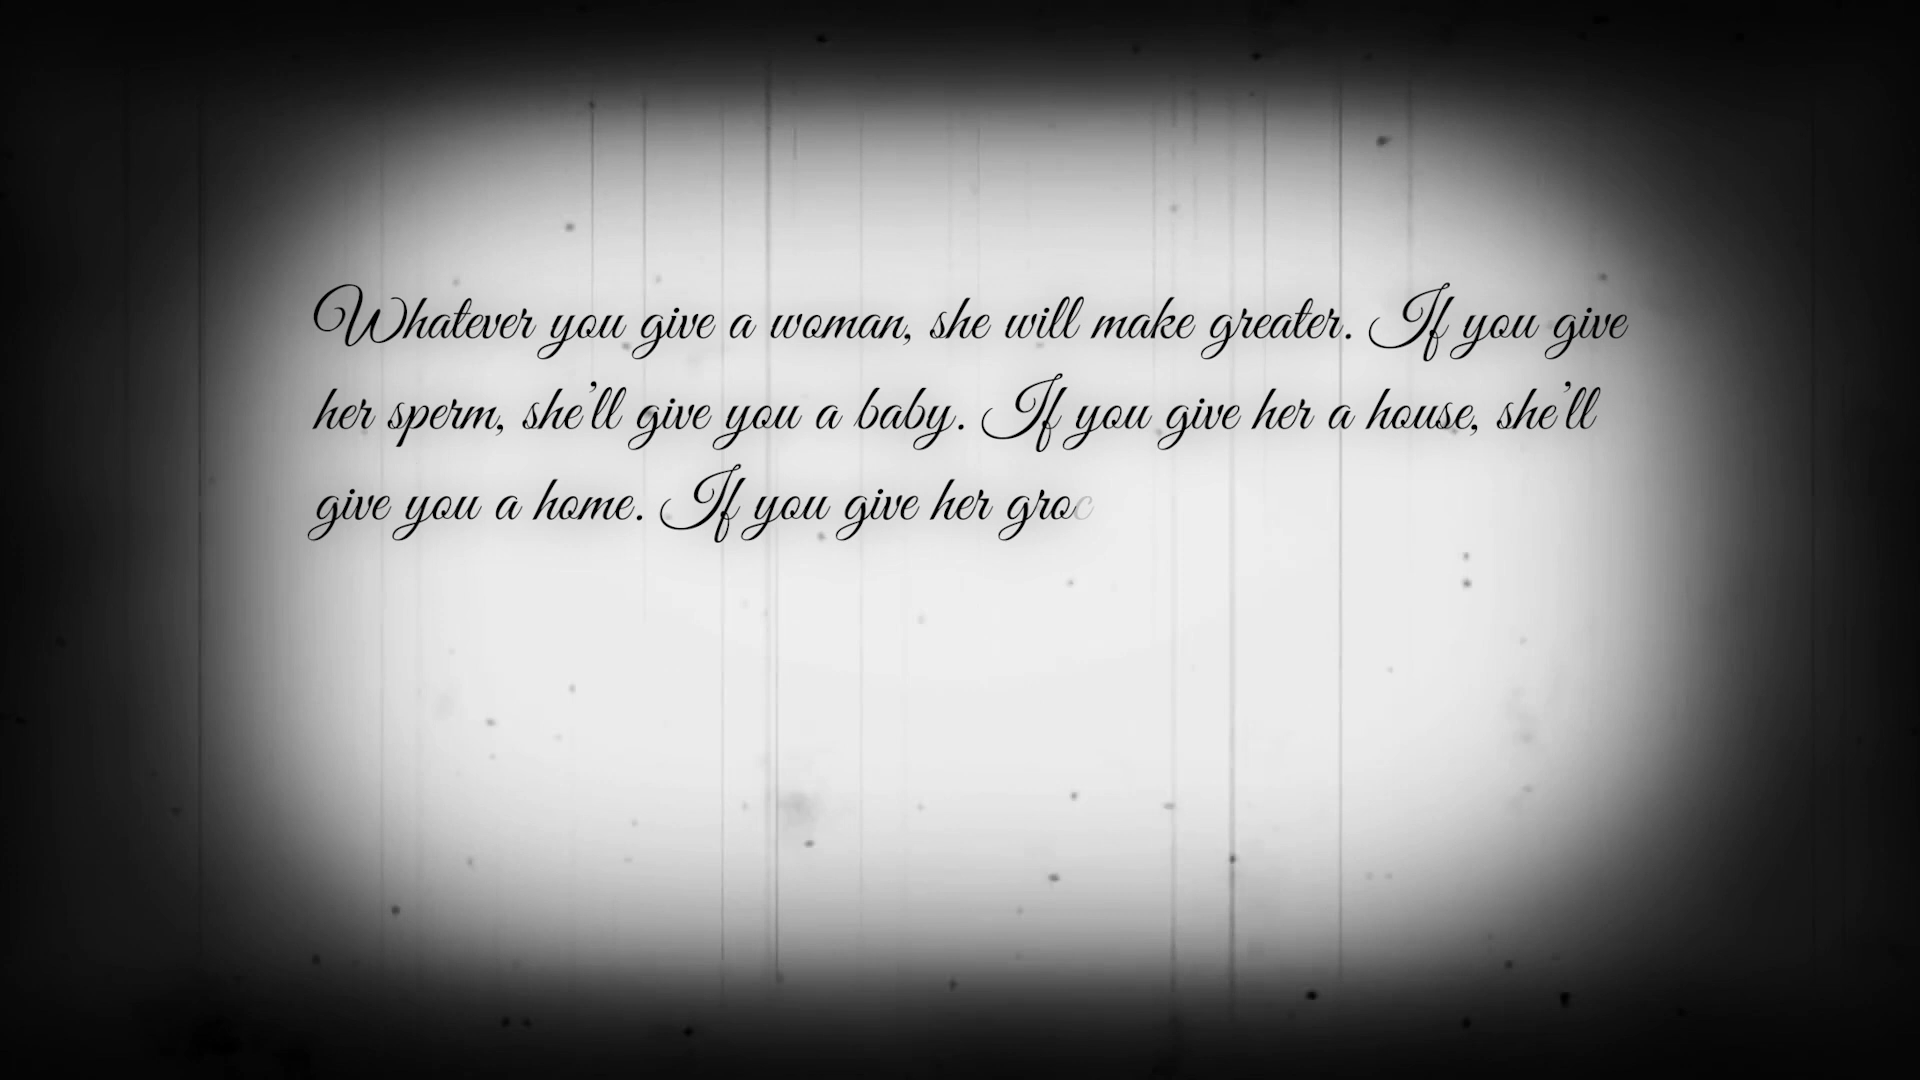 Whatever you give a woman, she will make greater. If you give
her sperm, she'll give you a baby. If you give her a house, she'll
give you a home. If you give her groc